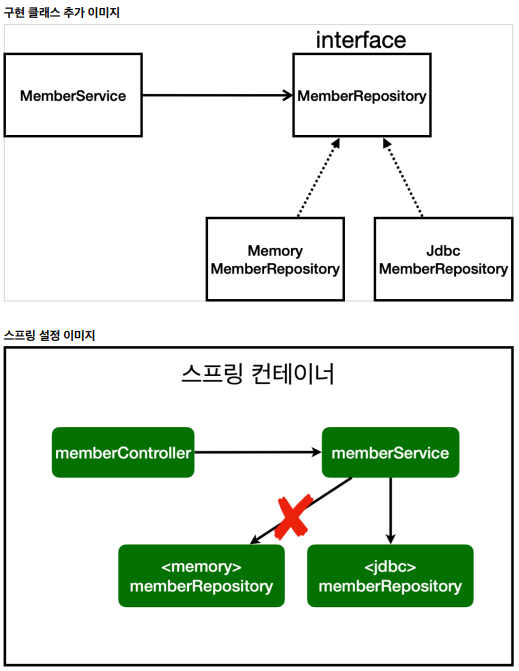 구현 클래스 추가 이미지
interface
MemberService
MemberRepository
Memory
MemberRepository
Jdbc
MemberRepository
스프링 설정 이미지
스프링 컨테이너
memberController
memberService
<memory>
memberRepository
<jdbc>
memberRepository